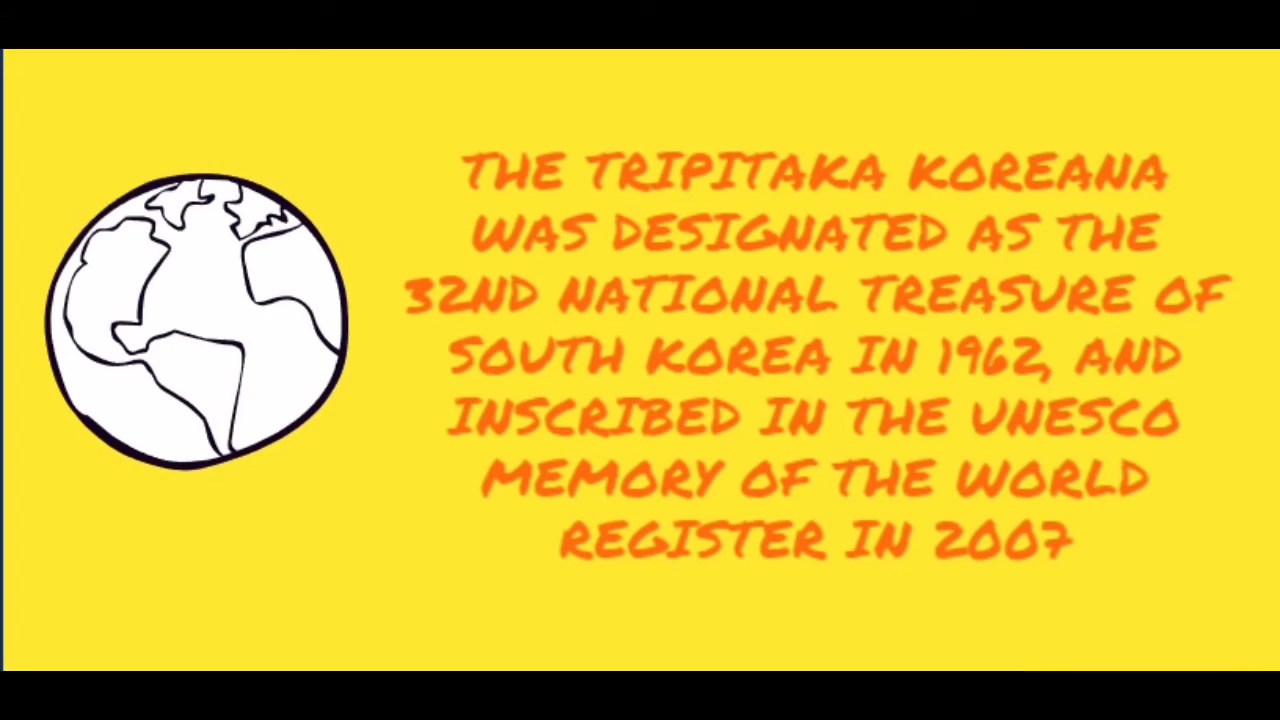 THE TRIPITAKA KOREANA
WAS DESIGNATED AS THE
32ND NATIONAL TREASURE OF
SOUTH KOREA IN 1962, AND
INSCRIBED IN THE UNESCO
MEMORY OF THE WORLD
REGISTER IN 2007